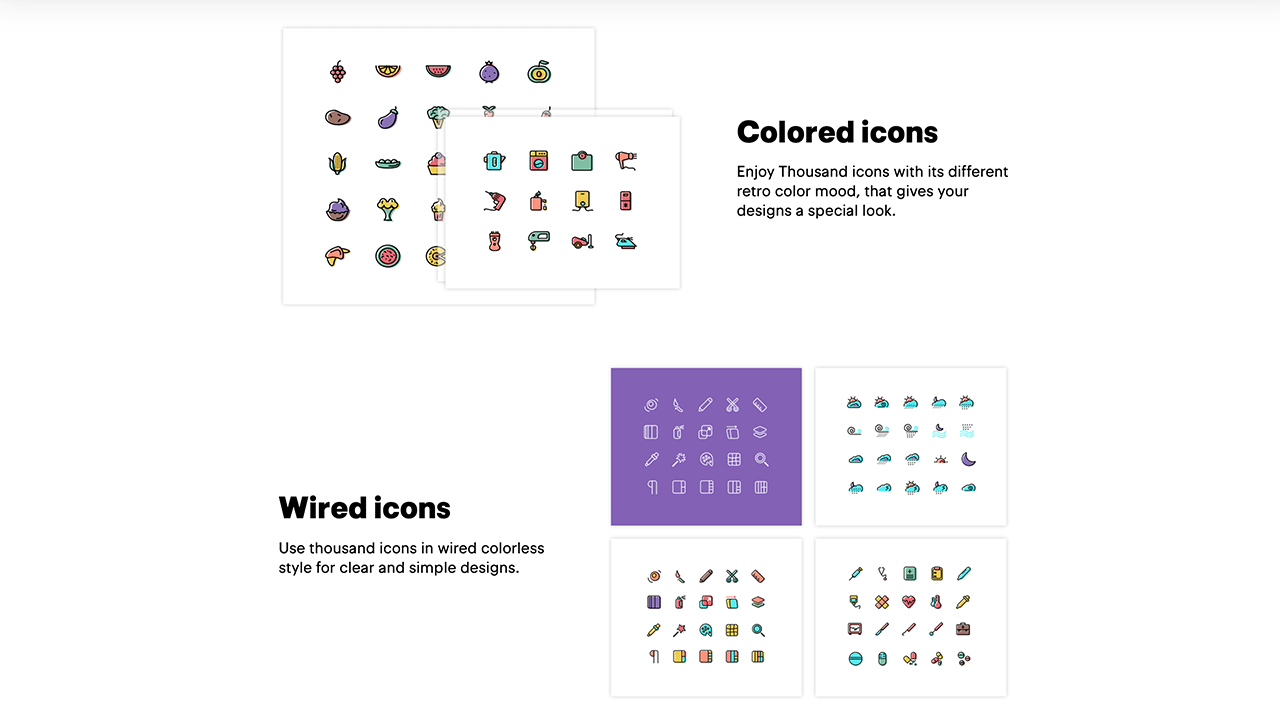 Colored icons
Enjoy Thousand icons with its different
retro color mood, that gives your
designs a special look.
Wired icons
Use thousand icons in wired colorless
style for clear and simple designs.